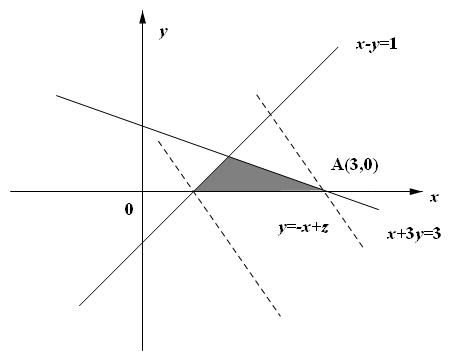 y
x-y=1
A(3,0)
x
0
y=-x+z
x+3y=3